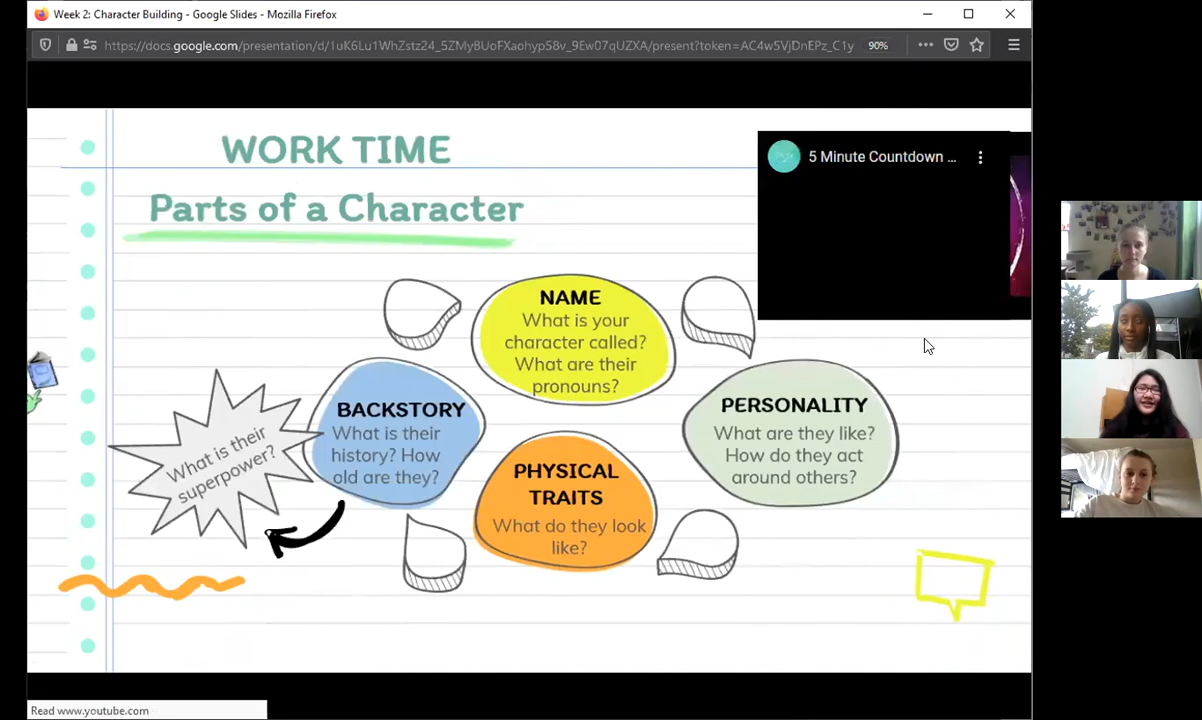 Week 2: Character Building - Google Slides - Mozilla Firefox
https://docs.google.com/presentation/d/1uK6Lu1WhZstz24_5ZMyBUoFXaohyp58v_9Ew07qUZXA/present?token=AC4w5VjDnEPz_C1y
90%
WORK TIME
Parts of a Character
5 Minute Countdown ...
NAME
What is your
character called?
What are their
pronouns?
BACKSTORY
What is their
history? How
old are they?
What is their
superpower?
PERSONALITY
What are they like?
How do they act
around others?
PHYSICAL
TRAITS
What do they look
like?
Read www.youtube.com